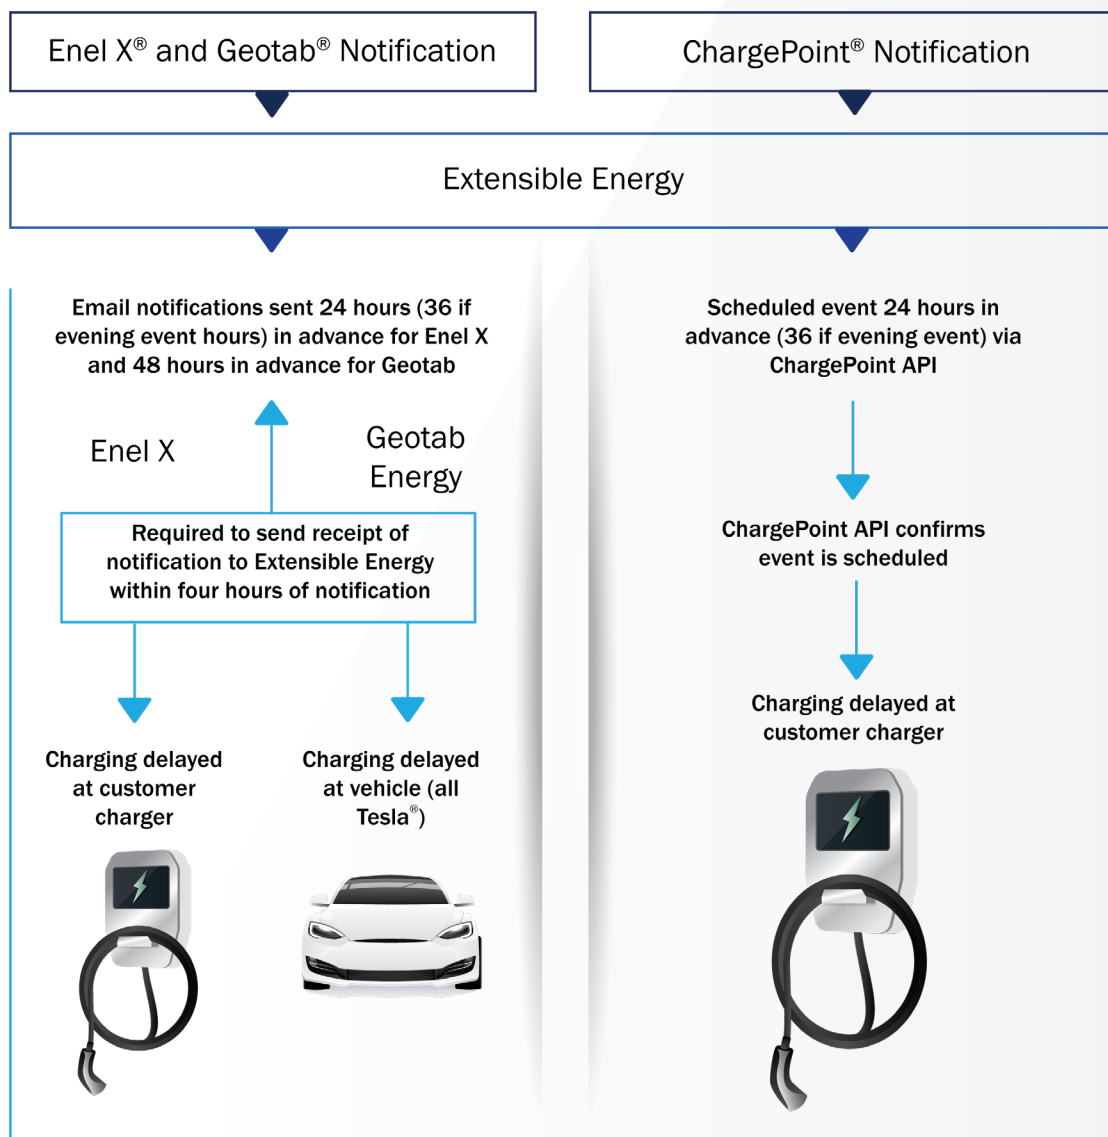 Enel X® and Geotab® Notification
ChargePoint® Notification
Extensible Energy
Email notifications sent 24 hours (36 if
evening event hours) in advance for Enel X
and 48 hours in advance for Geotab
Enel X
Geotab
Energy
Required to send receipt of
notification to Extensible Energy
within four hours of notification
Charging delayed
at customer
charger
Charging delayed
at vehicle (all
Tesla®)
Scheduled event 24 hours in
advance (36 if evening event) via
ChargePoint API
ChargePoint API confirms
event is scheduled
Charging delayed at
customer charger